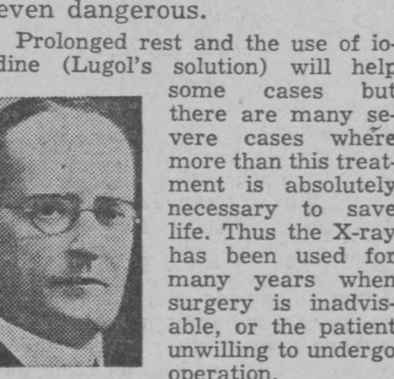 even dangerous.
Prolonged rest and the use of io-
dine (Lugol's solution) will help
some cases but
there are many se-
vere cases where
more than this treat-
ment is absolutely
necessary to save
life. Thus the X-ray
has been used for
many years when
surgery is inadvis-
able, or the patient
unwilling to undergo
operation.